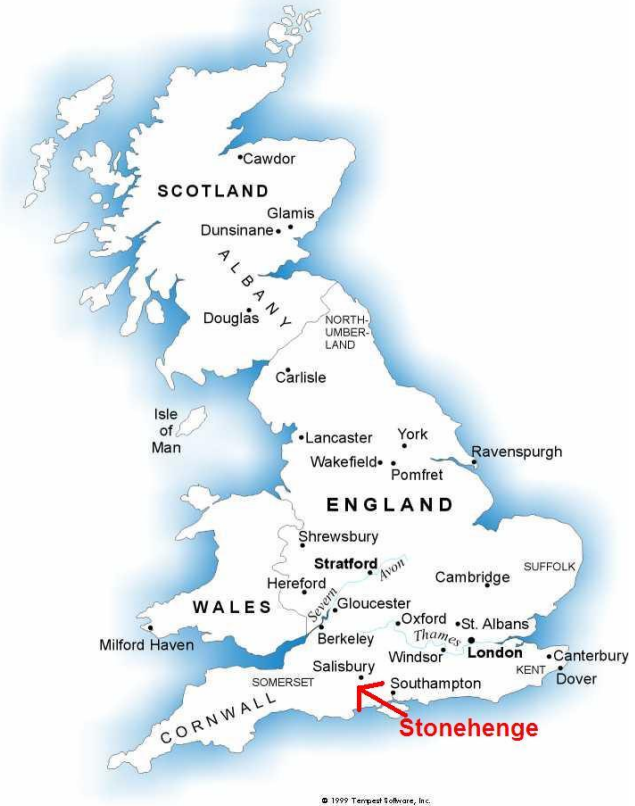 Cawdor
SCOTLAND
Glamis
Dunsinane
ALBANY
Douglas
NORTH-
UMBER-
LAND
Carlisle
Isle
of
Man
Lancaster
York
Wakefield
Pomfret
Ravenspurgh
ENGLAND
Shrewsbury
Stratford
Avon
SUFFOLK
Cambridge
Hereford
WALES
Severn
Gloucester
Oxford
St. Albans
Thames
Berkeley
Milford Haven
Windsor
London
Canterbury
KENT
Dover
Salisbury
SOMERSET
Southampton
CORNWALL
Stonehenge
© 1999 Tempest Software, Inc.